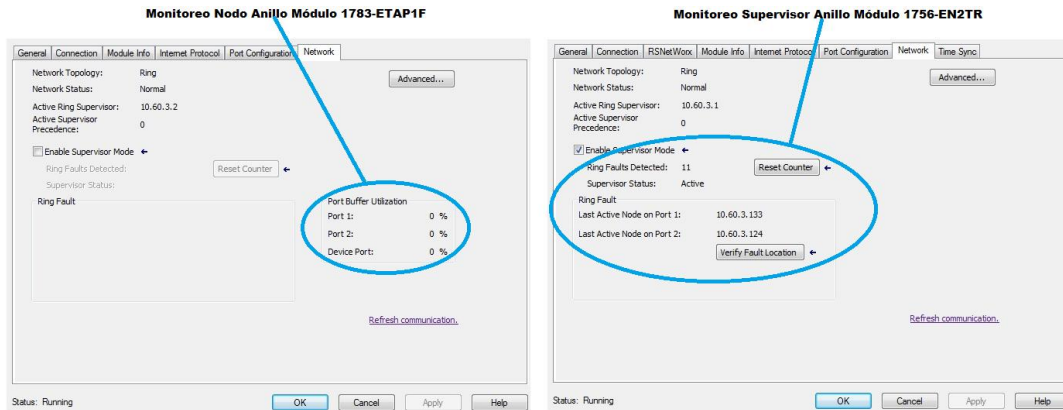 Monitoreo Nodo Anillo Módulo 1783-ETAP1F
General Connection Module Info Internet Protocol Port Configuration Network
Network Topology: Ring
Network Status: Normal
Advanced...
Active Ring Supervisor: 10.60.3.2
Active Supervisor
Precedence: 0
Enable Supervisor Mode
Ring Faults Detected: Reset Counter
Supervisor Status:
Ring Fault
Port Buffer Utilization
Port 1: 0 %
Port 2: 0 %
Device Port: 0 %
Refresh communication.
Status: Running OK Cancel Apply Help
Monitoreo Supervisor Anillo Módulo 1756-EN2TR
General Connection RSNetWorx Module Info Internet Protocol Port Configuration Network Time Sync
Network Topology: Ring
Network Status: Normal
Advanced...
Active Ring Supervisor: 10.60.3.1
Active Supervisor
Precedence: 0
Enable Supervisor Mode
Ring Faults Detected: 11 Reset Counter
Supervisor Status: Active
Ring Fault
Last Active Node on Port 1: 10.60.3.133
Last Active Node on Port 2: 10.60.3.124
Verify Fault Location
Refresh communication.
Status: Running OK Cancel Apply Help